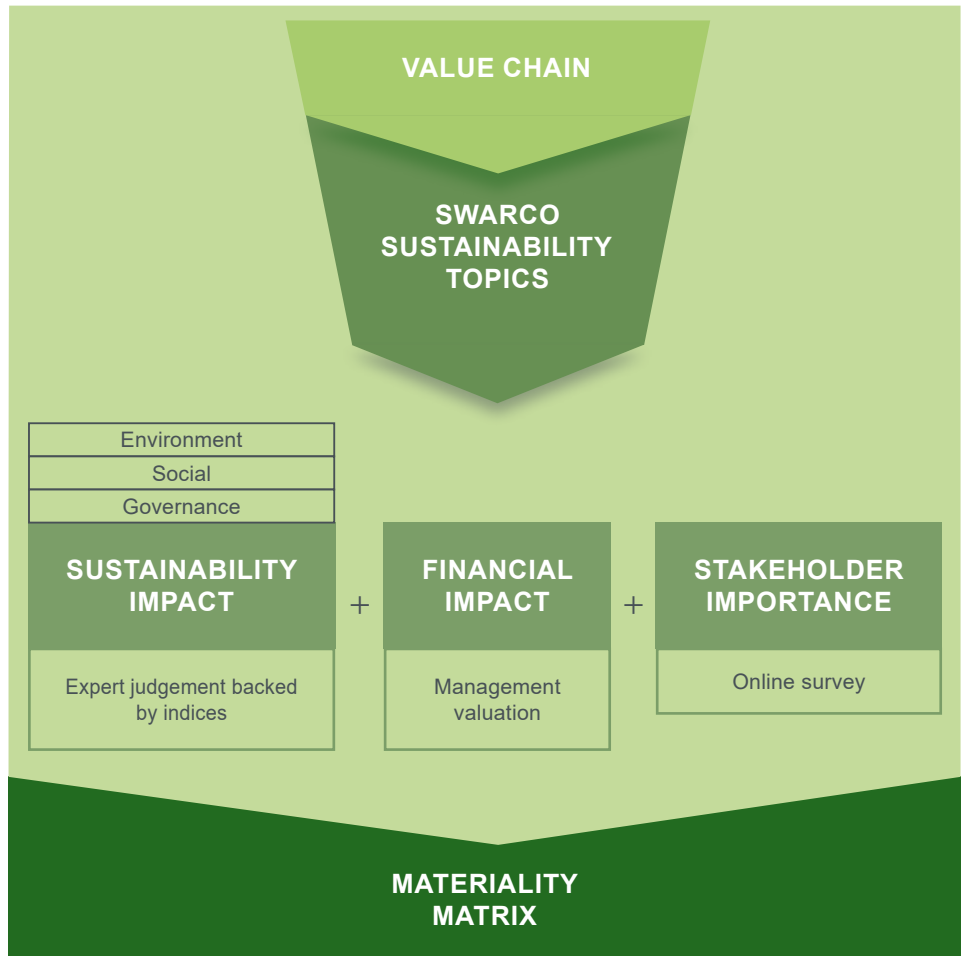 VALUE CHAIN
SWARCO
SUSTAINABILITY
TOPICS
Environment
Social
Governance
SUSTAINABILITY
IMPACT
Expert judgement backed
by indices
+
FINANCIAL
IMPACT
Management
valuation
+
STAKEHOLDER
IMPORTANCE
Online survey
MATERIALITY
MATRIX